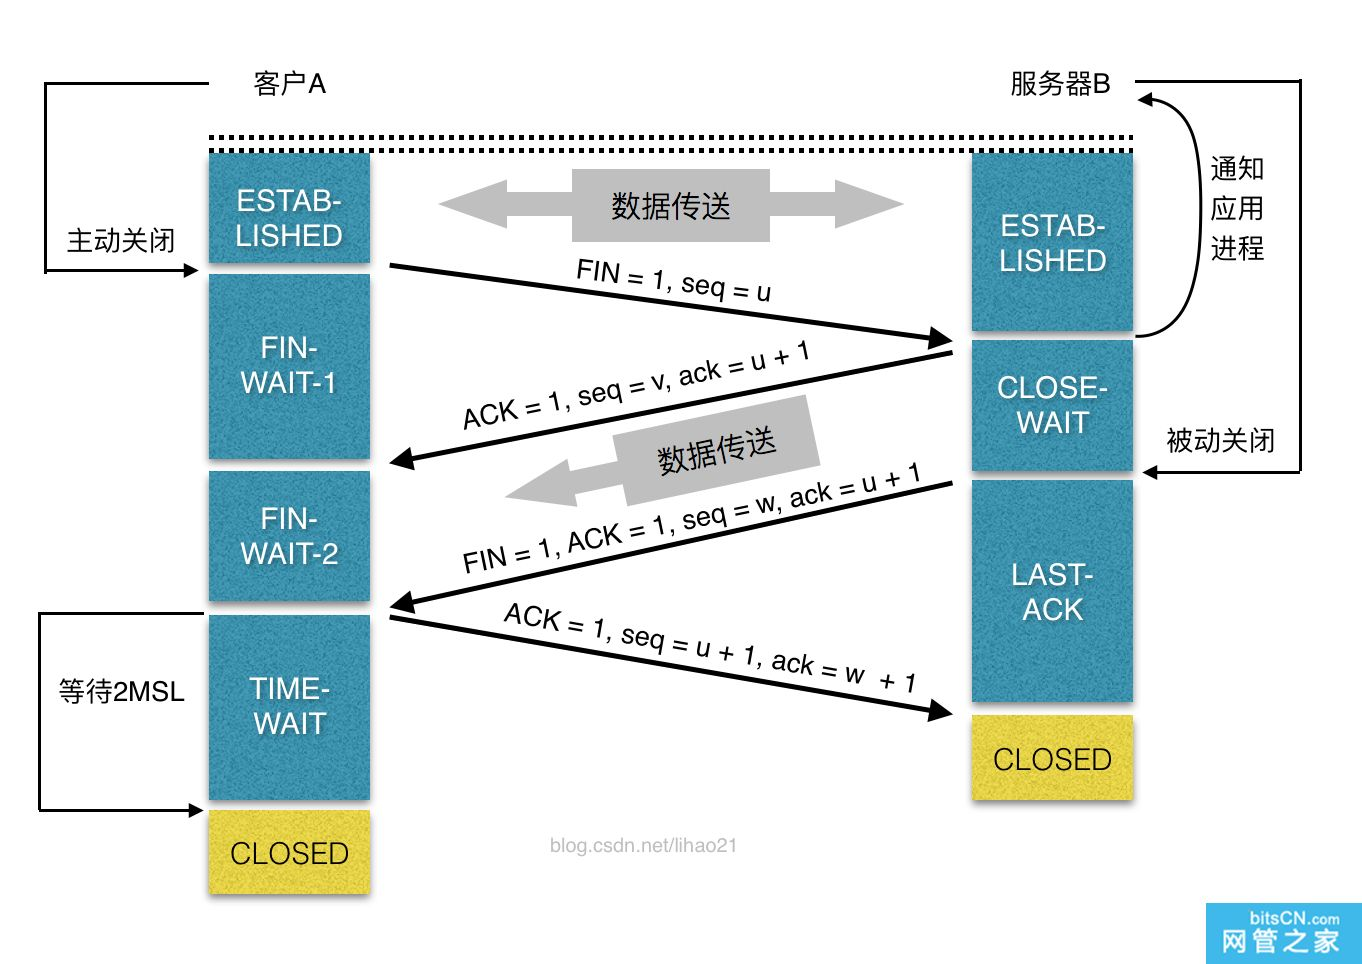 客户A
服务器B
ESTAB-
LISHED
数据传送
ESTAB-
LISHED
通知
应用
进程
主动关闭
FIN = 1, seq = u
FIN-
WAIT-1
ACK = 1, seq = v, ack = u + 1
CLOSE-
WAIT
数据传送
被动关闭
FIN-
WAIT-2
FIN = 1, ACK = 1, seq = w, ack = u + 1
LAST-
ACK
ACK = 1, seq = u + 1, ack = w + 1
等待2MSL
TIME-
WAIT
CLOSED
CLOSED
blog.csdn.net/lihao21
bitsCN.com
网管之家